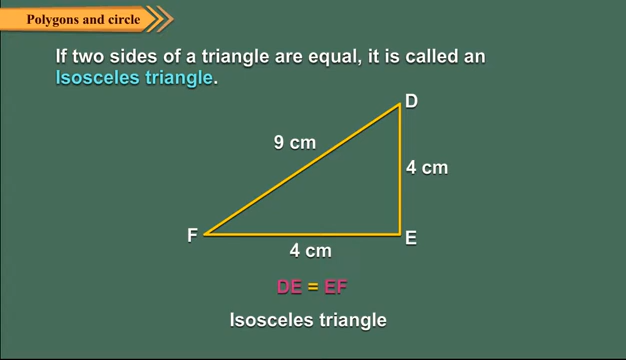 Polygons and circle
If two sides of a triangle are equal, it is called an
Isosceles triangle.
D
9 cm
4 cm
F
E
4 cm
DE = EF
Isosceles triangle